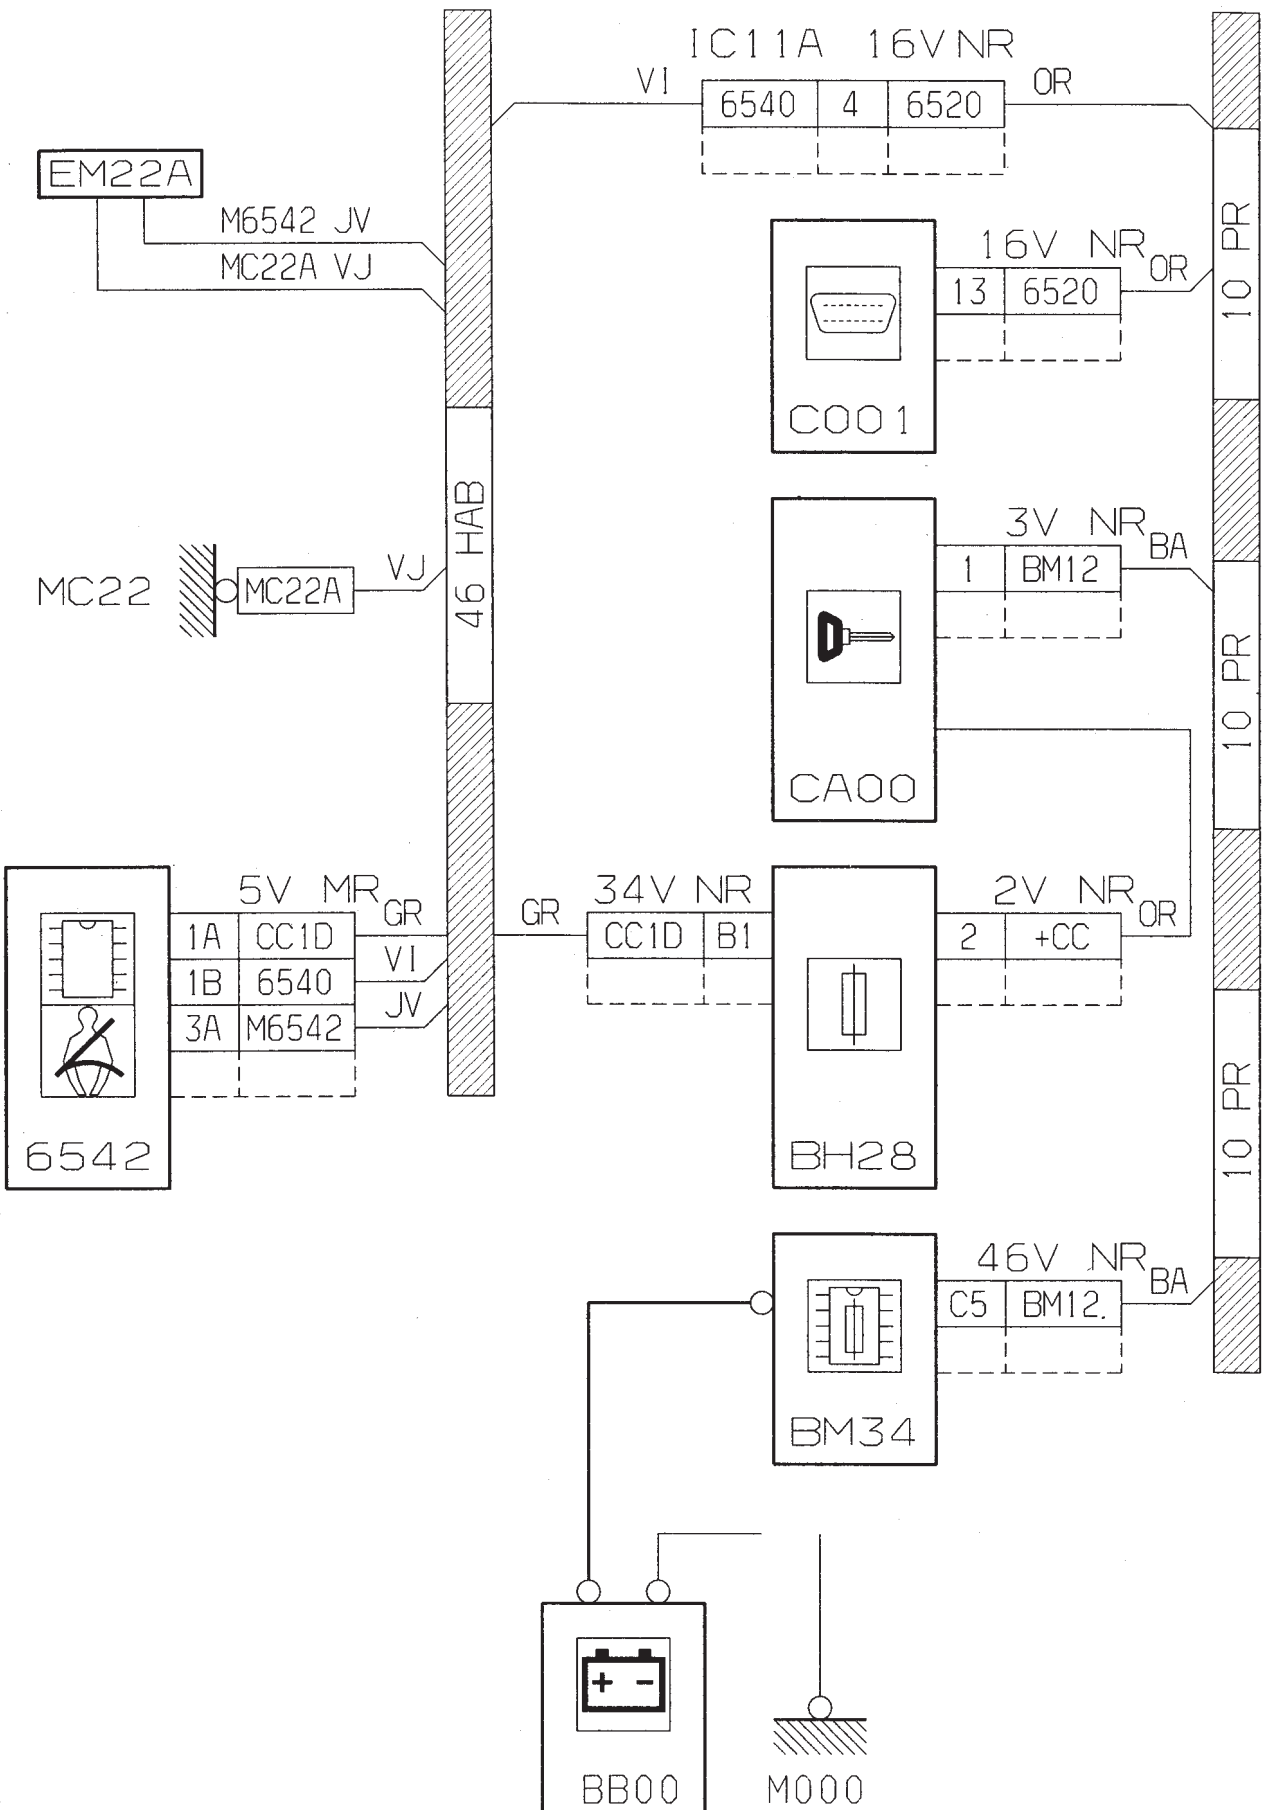 IC11A 16V NR
VI 6540 4 6520 OR
EM22A
M6542 JV
MC22A VJ
16V NR OR
13 6520
C001
10 PR
46 HAB
3V NR BA
1 BM12
CA00
10 PR
MC22 MC22A VJ
5V MR GR
1A CC1D
VI
1B 6540
JV
3A M6542
6542
GR 34V NR
CC1D B1
2V NR OR
2 +CC
BH28
10 PR
46V NR BA
C5 BM12.
BM34
+ -
BB00 M000